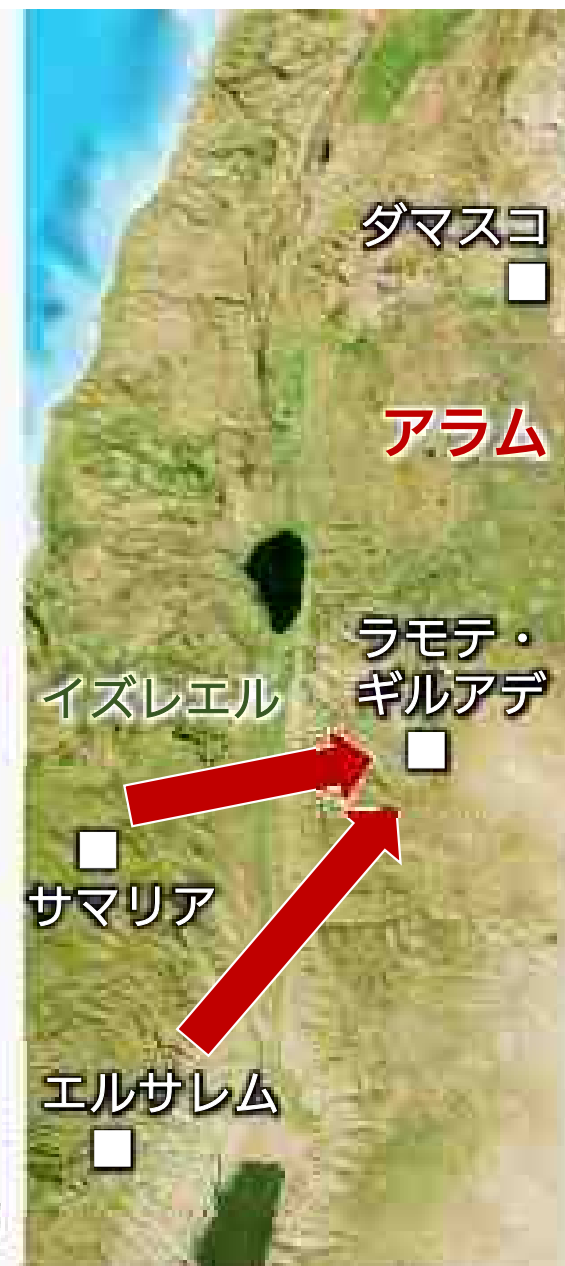 ダマスコ
アラム
ラモテ・
ギルアデ
イズレエル
サマリア
エルサレム